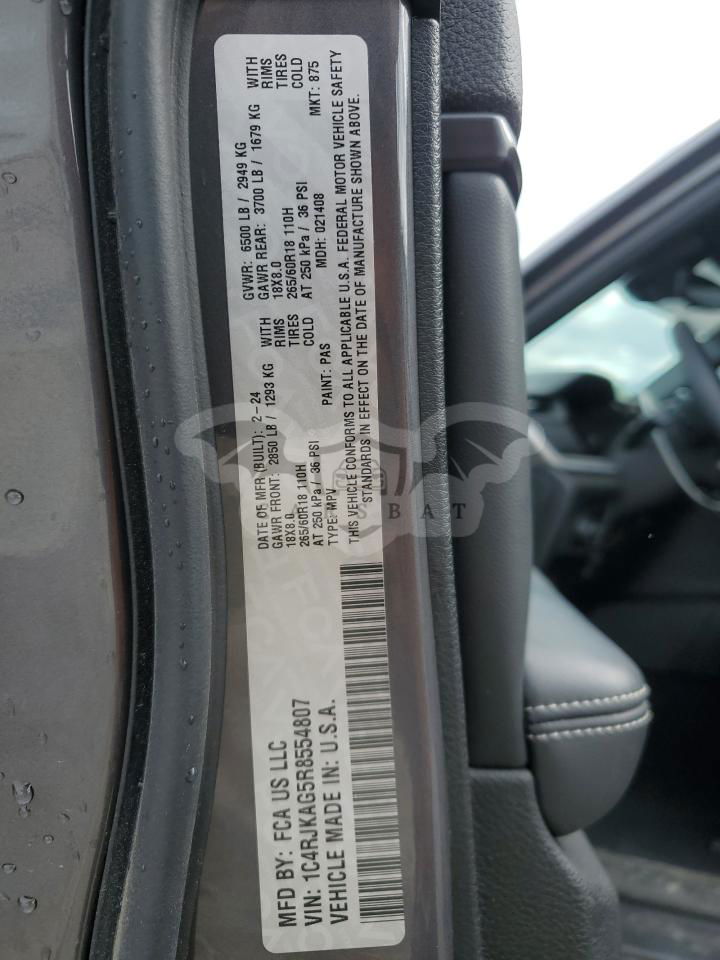 MFD BY: FCA US LLC
VIN: 1C4RJKAG5R8554807
VEHICLE MADE IN: U.S.A.
DATE OF MFR (BUILT): 2-24
GAWR FRONT: 2850 LB / 1293 KG WITH
18X8.0 RIMS
265/60R18 110H TIRES
AT 250 kPa / 36 PSI COLD
TYPE: MPV PAINT: PAS
GVWR: 6500 LB / 2949 KG
GAWR REAR: 3700 LB / 1679 KG WITH
18X8.0 RIMS
265/60R18 110H TIRES
AT 250 kPa / 36 PSI COLD
MDH: 021408 MKT: 875
THIS VEHICLE CONFORMS TO ALL APPLICABLE U.S.A. FEDERAL MOTOR VEHICLE SAFETY
STANDARDS IN EFFECT ON THE DATE OF MANUFACTURE SHOWN ABOVE.
BAT